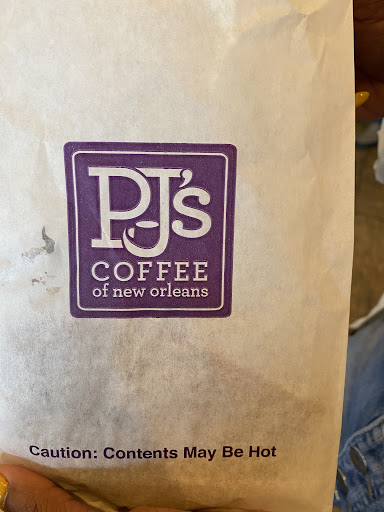 PJ's
COFFEE
of new orleans
Caution: Contents May Be Hot